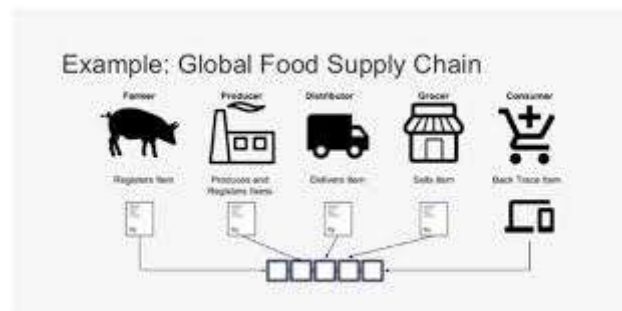 Example: Global Food Supply Chain
Farmer
Producer
Distributor
Grocer
Consumer
Registers Item
Produces and
Registers Items
Delivers Item
Sells Item
Back Trace Item